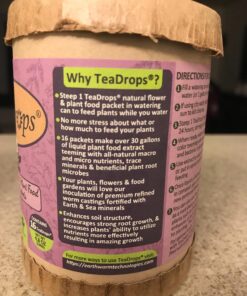 Drops®
Why TeaDrops®?
• Steep 1 TeaDrops® natural flower
& plant food packet in watering
can to feed plants while you water
• No more stress about what or
how much to feed your plants
• 16 packets make over 30 gallons
of liquid plant food extract
teeming with all-natural macro
and micro nutrients, trace
minerals & beneficial plant root
microbes
• Your plants, flowers & food
gardens will love our
inoculation of premium refined
worm castings fortified with
Earth & Sea minerals
• Enhances soil structure,
encourages strong root growth, &
increases plants' ability to utilize
nutrients more effectively
resulting in amazing growth
For more ways to use TeaDrops® visit:
https://earthwormtechnologies.com
Food
16
DIRECTIONS